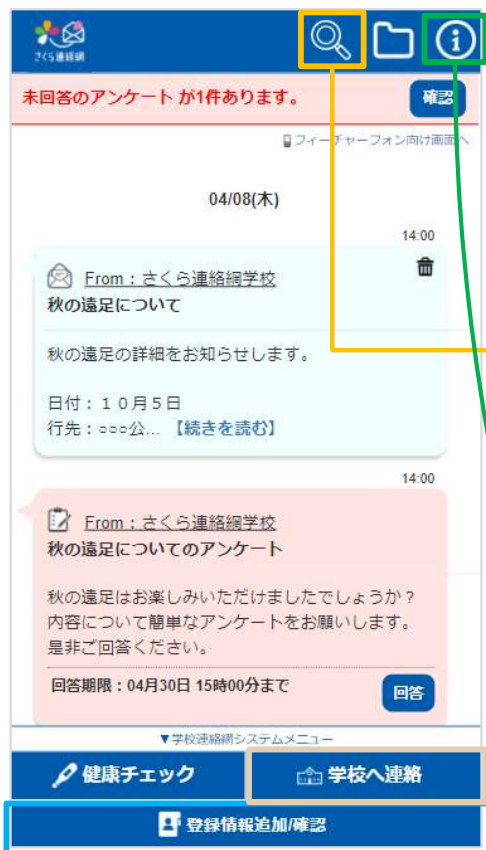 さくら連絡網
未回答のアンケート が1件あります。 確認
フィーチャーフォン向け画面へ
04/08(木)
14:00
From：さくら連絡網学校
秋の遠足について
秋の遠足の詳細をお知らせします。
日付：１０月５日
行先：○○○公... 【続きを読む】
14:00
From：さくら連絡網学校
秋の遠足についてのアンケート
秋の遠足はお楽しみいただけましたでしょうか？
内容について簡単なアンケートをお願いします。
是非ご回答ください。
回答期限：04月30日 15時00分まで 回答
▼学校連絡網システムメニュー
健康チェック 学校へ連絡
登録情報追加/確認